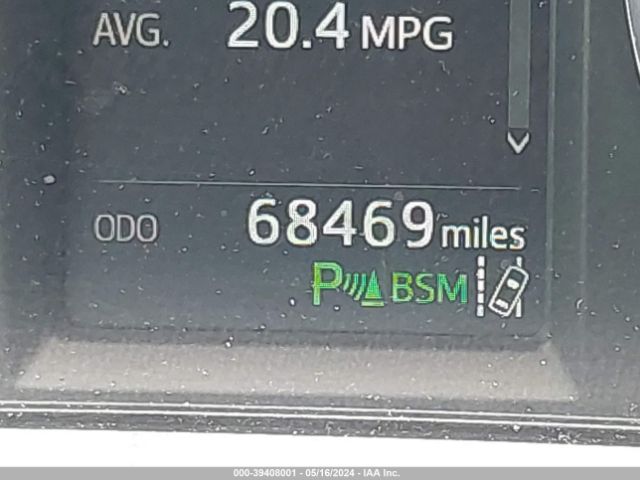 AVG. 20.4 MPG
ODO 68469 miles
P BSM
000-39408001 - 05/16/2024 - IAA Inc.